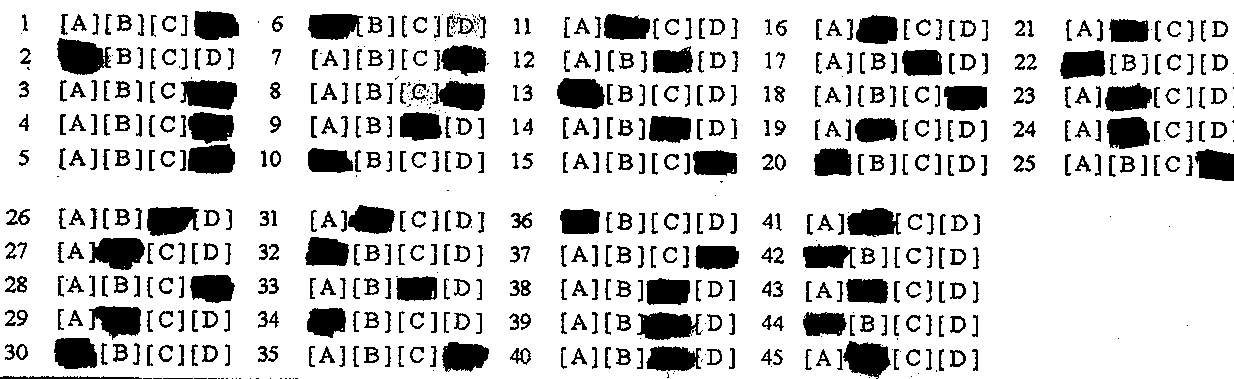 1 [A][B][C] 6 [B][C][D] 11 [A] [C][D] 16 [A] [C][D] 21 [A] [C][D
2 [B][C][D] 7 [A][B][C] 12 [A][B] [D] 17 [A][B] [D] 22 [B][C][D
3 [A][B][C] 8 [A][B][C] 13 [B][C][D] 18 [A][B][C] 23 [A] [C][D
4 [A][B][C] 9 [A][B] [D] 14 [A][B] [D] 19 [A] [C][D] 24 [A] [C][D
5 [A][B][C] 10 [B][C][D] 15 [A][B][C] 20 [B][C][D] 25 [A][B][C]
26 [A][B] [D] 31 [A] [C][D] 36 [B][C][D] 41 [A] [C][D]
27 [A] [C][D] 32 [B][C][D] 37 [A][B][C] 42 [B][C][D]
28 [A][B][C] 33 [A][B] [D] 38 [A][B] [D] 43 [A] [C][D]
29 [A] [C][D] 34 [B][C][D] 39 [A][B] [D] 44 [B][C][D]
30 [B][C][D] 35 [A][B][C] 40 [A][B] [D] 45 [A] [C][D]